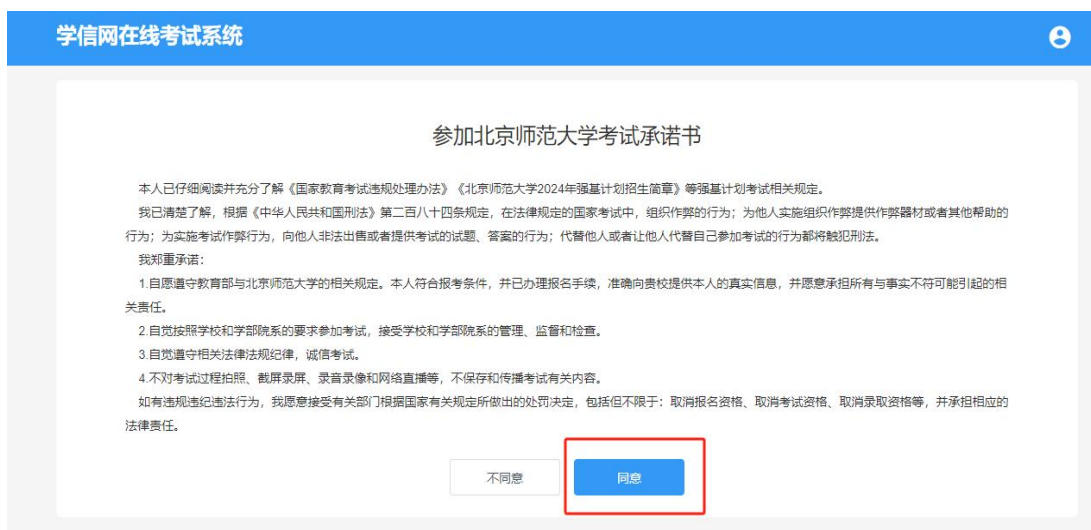 学信网在线考试系统
参加北京师范大学考试承诺书
本人已仔细阅读并充分了解《国家教育考试违规处理办法》《北京师范大学2024年强基计划招生简章》等强基计划考试相关规定。
我已清楚了解，根据《中华人民共和国刑法》第二百八十四条规定，在法律规定的国家考试中，组织作弊的行为；为他人实施组织作弊提供作弊器材或者其他帮助的
行为；为实施考试作弊行为，向他人非法出售或者提供考试的试题、答案的行为；代替他人或者让他人代替自己参加考试的行为都将触犯刑法。
我郑重承诺：
1.自愿遵守教育部与北京师范大学的相关规定。本人符合报考条件，并已办理报名手续，准确向贵校提供本人的真实信息，并愿意承担所有与事实不符可能引起的相
关责任。
2.自觉按照学校和学部院系的要求参加考试，接受学校和学部院系的管理、监督和检查。
3.自觉遵守相关法律法规纪律，诚信考试。
4.不对考试过程拍照、截屏录屏、录音录像和网络直播等，不保存和传播考试有关内容。
如有违规违纪违法行为，我愿意接受有关部门根据国家有关规定所做出的处罚决定，包括但不限于：取消报名资格、取消考试资格、取消录取资格等，并承担相应的
法律责任。
不同意 同意